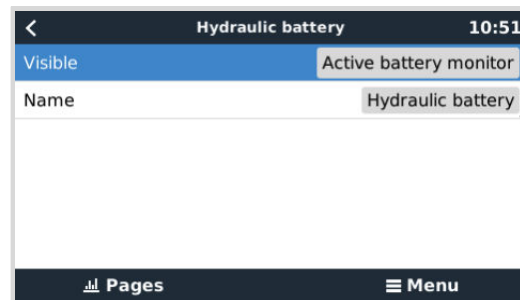 Hydraulic battery 10:51
Visible Active battery monitor
Name Hydraulic battery
Pages Menu